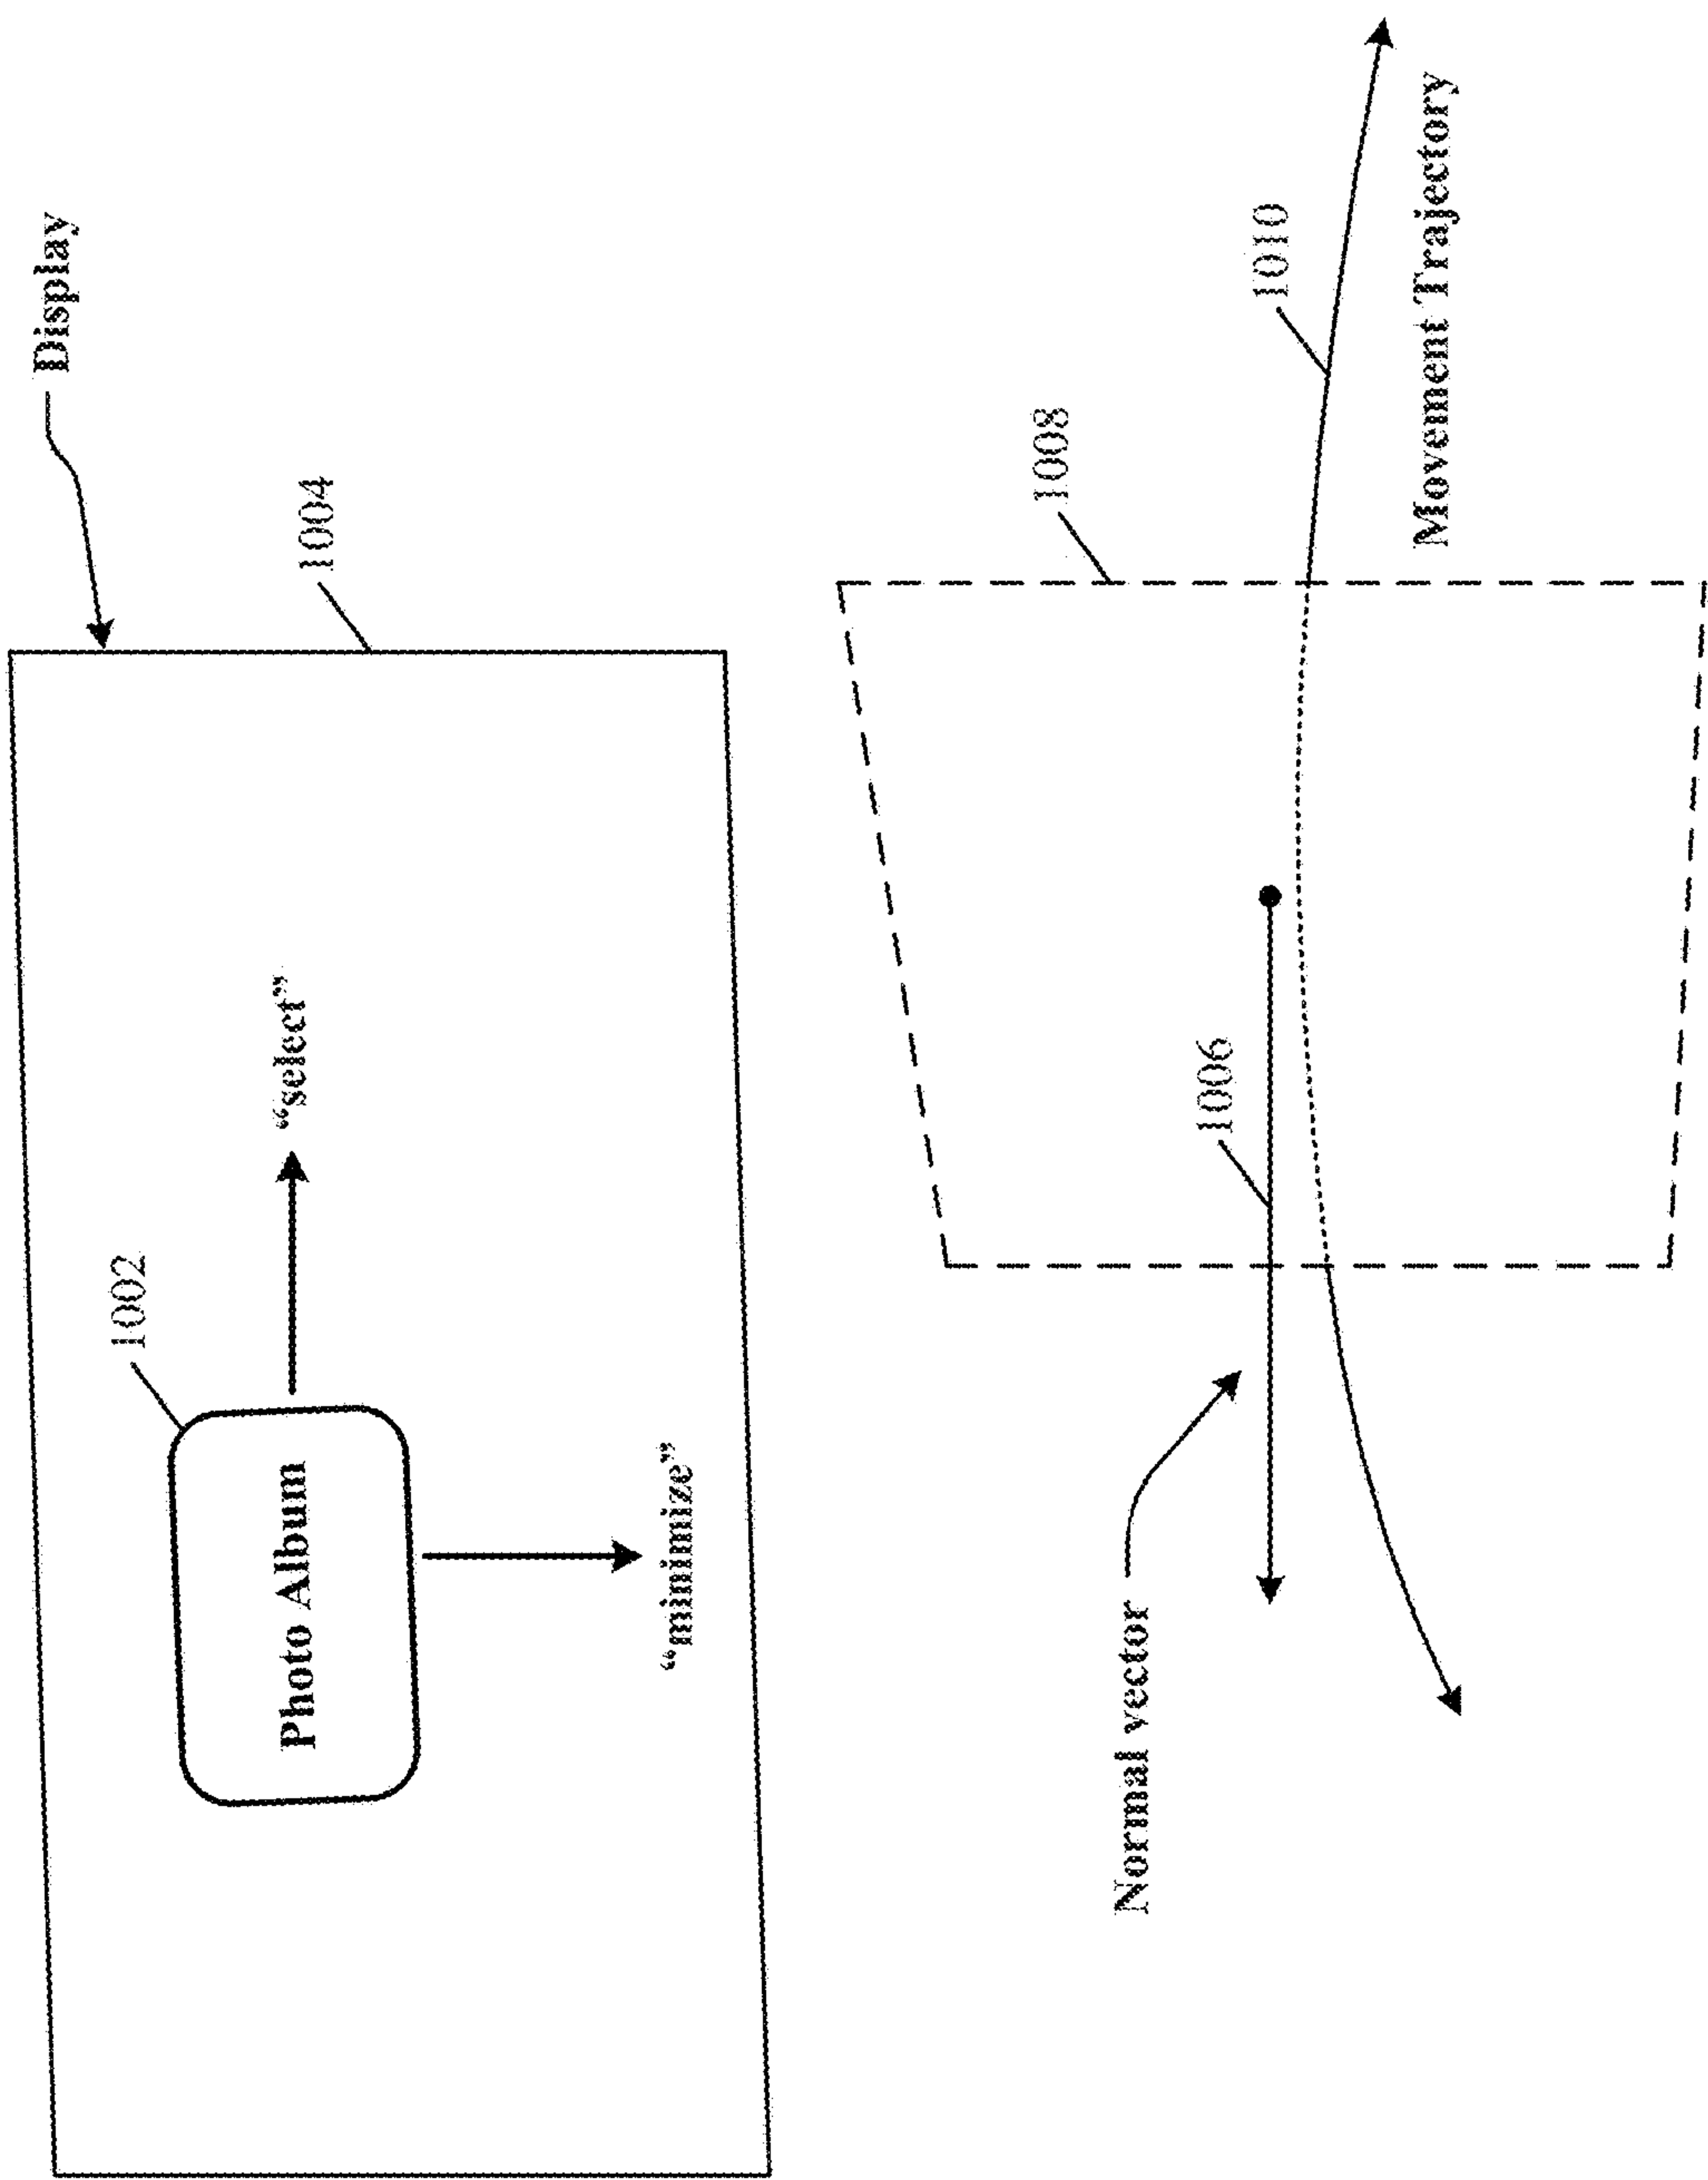 Display
1004
1002
Photo Album
“select”
“minimize”
1008
1010
1006
Normal vector
Movement Trajectory